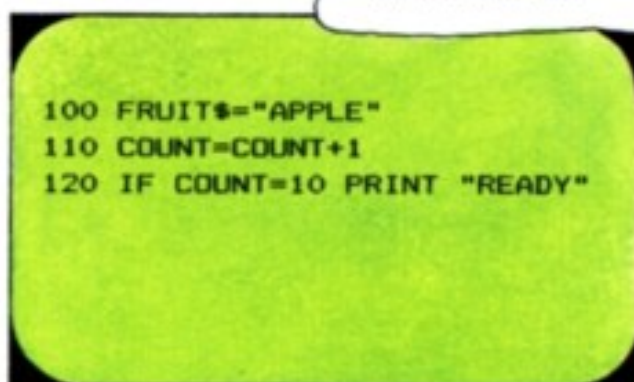 100 FRUIT$="APPLE"
110 COUNT=COUNT+1
120 IF COUNT=10 PRINT "READY"